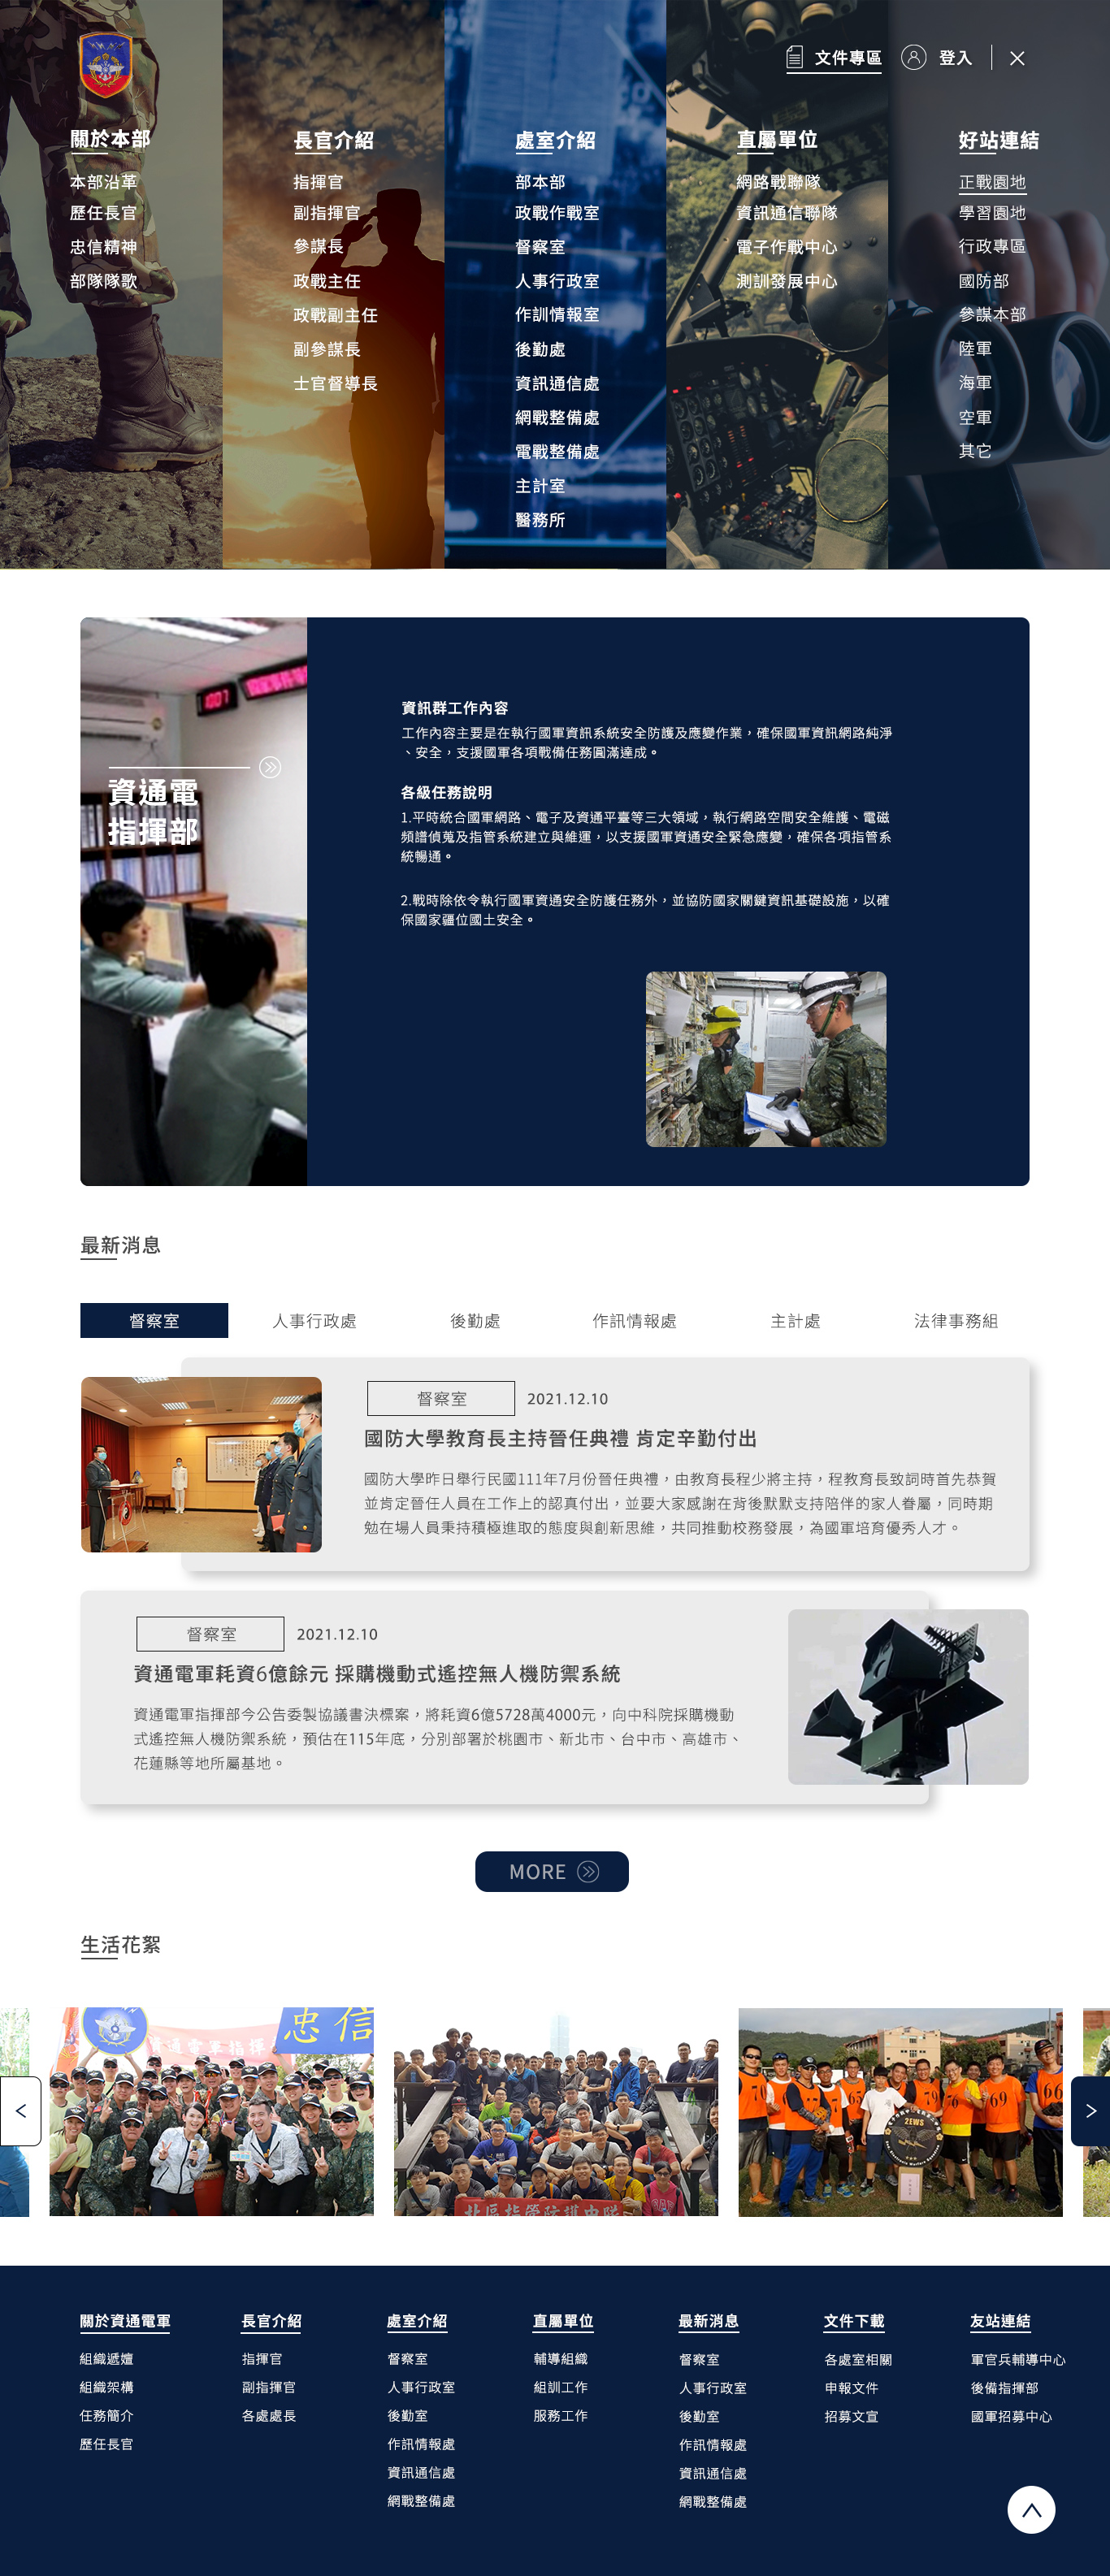 文件專區
登入
關於本部
本部沿革
歷任長官
忠信精神
部隊隊歌
長官介紹
指揮官
副指揮官
參謀長
政戰主任
政戰副主任
副參謀長
士官督導長
處室介紹
部本部
政戰作戰室
督察室
人事行政室
作訓情報室
後勤處
資訊通信處
網戰整備處
電戰整備處
主計室
醫務所
直屬單位
網路戰聯隊
資訊通信聯隊
電子作戰中心
測訓發展中心
好站連結
正戰園地
學習園地
行政專區
國防部
參謀本部
陸軍
海軍
空軍
其它
資通電
指揮部
資訊群工作內容
工作內容主要是在執行國軍資訊系統安全防護及應變作業，確保國軍資訊網路純淨
、安全，支援國軍各項戰備任務圓滿達成。
各級任務說明
1.平時統合國軍網路、電子及資通平臺等三大領域，執行網路空間安全維護、電磁
頻譜偵蒐及指管系統建立與維運，以支援國軍資通安全緊急應變，確保各項指管系
統暢通。
2.戰時除依令執行國軍資通安全防護任務外，並協防國家關鍵資訊基礎設施，以確
保國家疆位國土安全。
最新消息
督察室
人事行政處
後勤處
作訊情報處
主計處
法律事務組
督察室
2021.12.10
國防大學教育長主持晉任典禮 肯定辛勤付出
國防大學昨日舉行民國111年7月份晉任典禮，由教育長程少將主持，程教育長致詞時首先恭賀
並肯定晉任人員在工作上的認真付出，並要大家感謝在背後默默支持陪伴的家人眷屬，同時期
勉在場人員秉持積極進取的態度與創新思維，共同推動校務發展，為國軍培育優秀人才。
督察室
2021.12.10
資通電軍耗資6億餘元 採購機動式遙控無人機防禦系統
資通電軍指揮部今公告委製協議書決標案，將耗資6億5728萬4000元，向中科院採購機動
式遙控無人機防禦系統，預估在115年底，分別部署於桃園市、新北市、台中市、高雄市、
花蓮縣等地所屬基地。
MORE
生活花絮
忠信
資通電軍指揮
北區指管防護中隊
79
69
66
2EWS
關於資通電軍
組織遞嬗
組織架構
任務簡介
歷任長官
長官介紹
指揮官
副指揮官
各處處長
處室介紹
督察室
人事行政室
後勤室
作訊情報處
資訊通信處
網戰整備處
直屬單位
輔導組織
組訓工作
服務工作
最新消息
督察室
人事行政室
後勤室
作訊情報處
資訊通信處
網戰整備處
文件下載
各處室相關
申報文件
招募文宣
友站連結
軍官兵輔導中心
後備指揮部
國軍招募中心